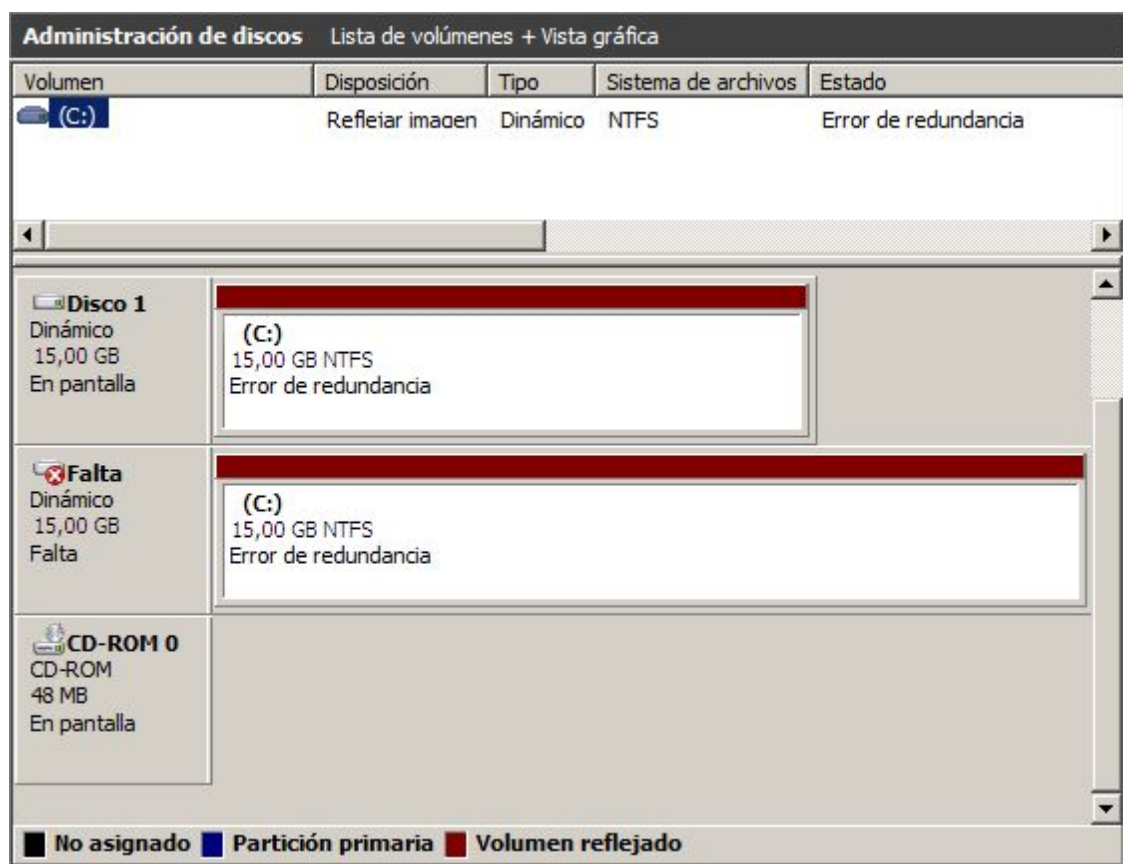 Administración de discos Lista de volúmenes + Vista gráfica
Volumen Disposición Tipo Sistema de archivos Estado
(C:) Reflejar imagen Dinámico NTFS Error de redundancia
Disco 1
Dinámico
15,00 GB
En pantalla
(C:)
15,00 GB NTFS
Error de redundancia
Falta
Dinámico
15,00 GB
Falta
(C:)
15,00 GB NTFS
Error de redundancia
CD-ROM 0
CD-ROM
48 MB
En pantalla
No asignado Partición primaria Volumen reflejado